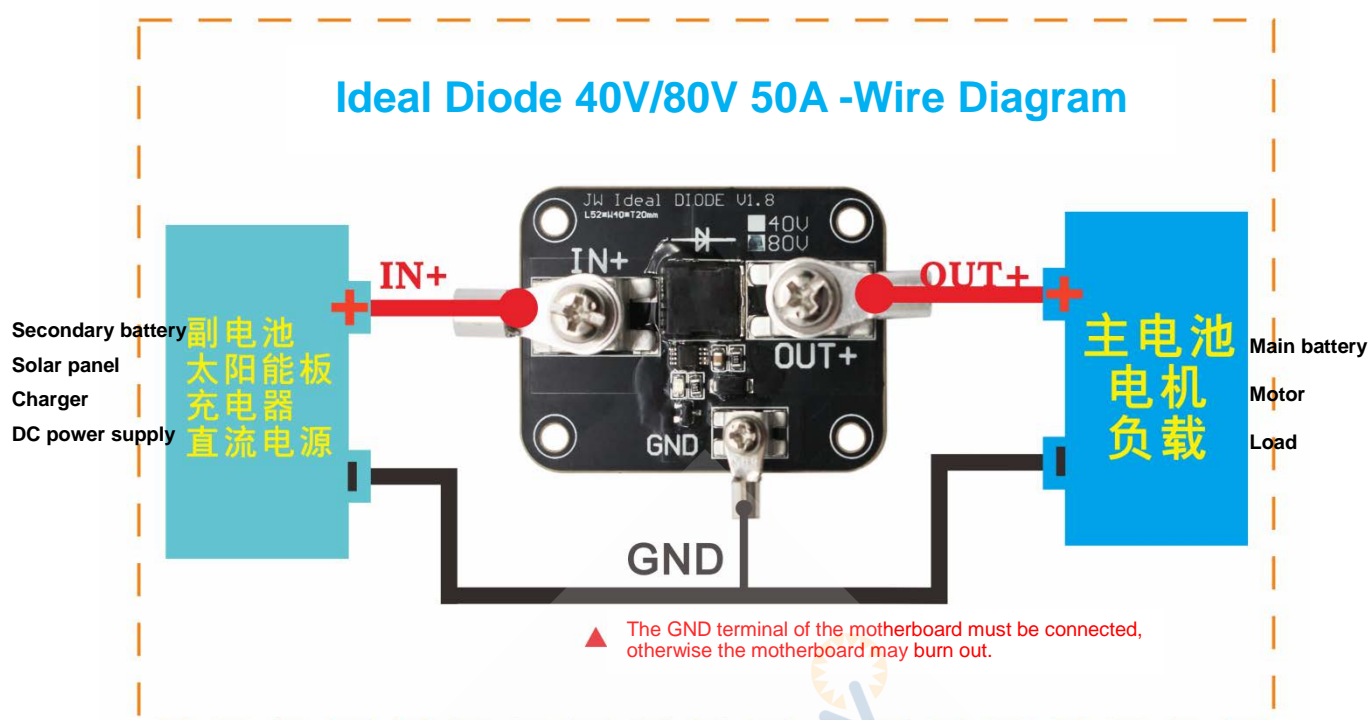 Ideal Diode 40V/80V 50A -Wire Diagram
JW Ideal DIODE V1.8
L52*W40*T20mm
40V
80V
IN+
IN+
OUT+
OUT+
GND
GND
+
-
+
-
Secondary battery
Solar panel
Charger
DC power supply
副电池
太阳能板
充电器
直流电源
主电池
电机
负载
Main battery
Motor
Load
The GND terminal of the motherboard must be connected,
otherwise the motherboard may burn out.